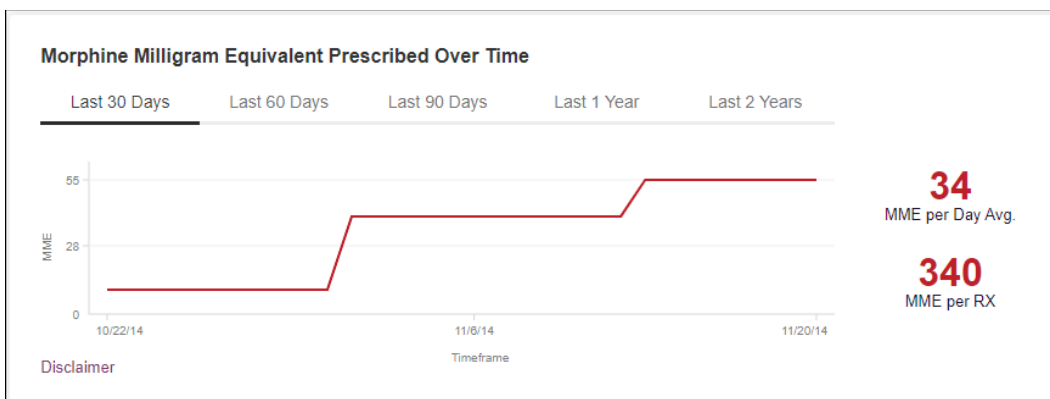 Morphine Milligram Equivalent Prescribed Over Time
Last 30 Days Last 60 Days Last 90 Days Last 1 Year Last 2 Years
55
28
0
MME
10/22/14 11/6/14 11/20/14
Timeframe
34
MME per Day Avg.
340
MME per RX
Disclaimer